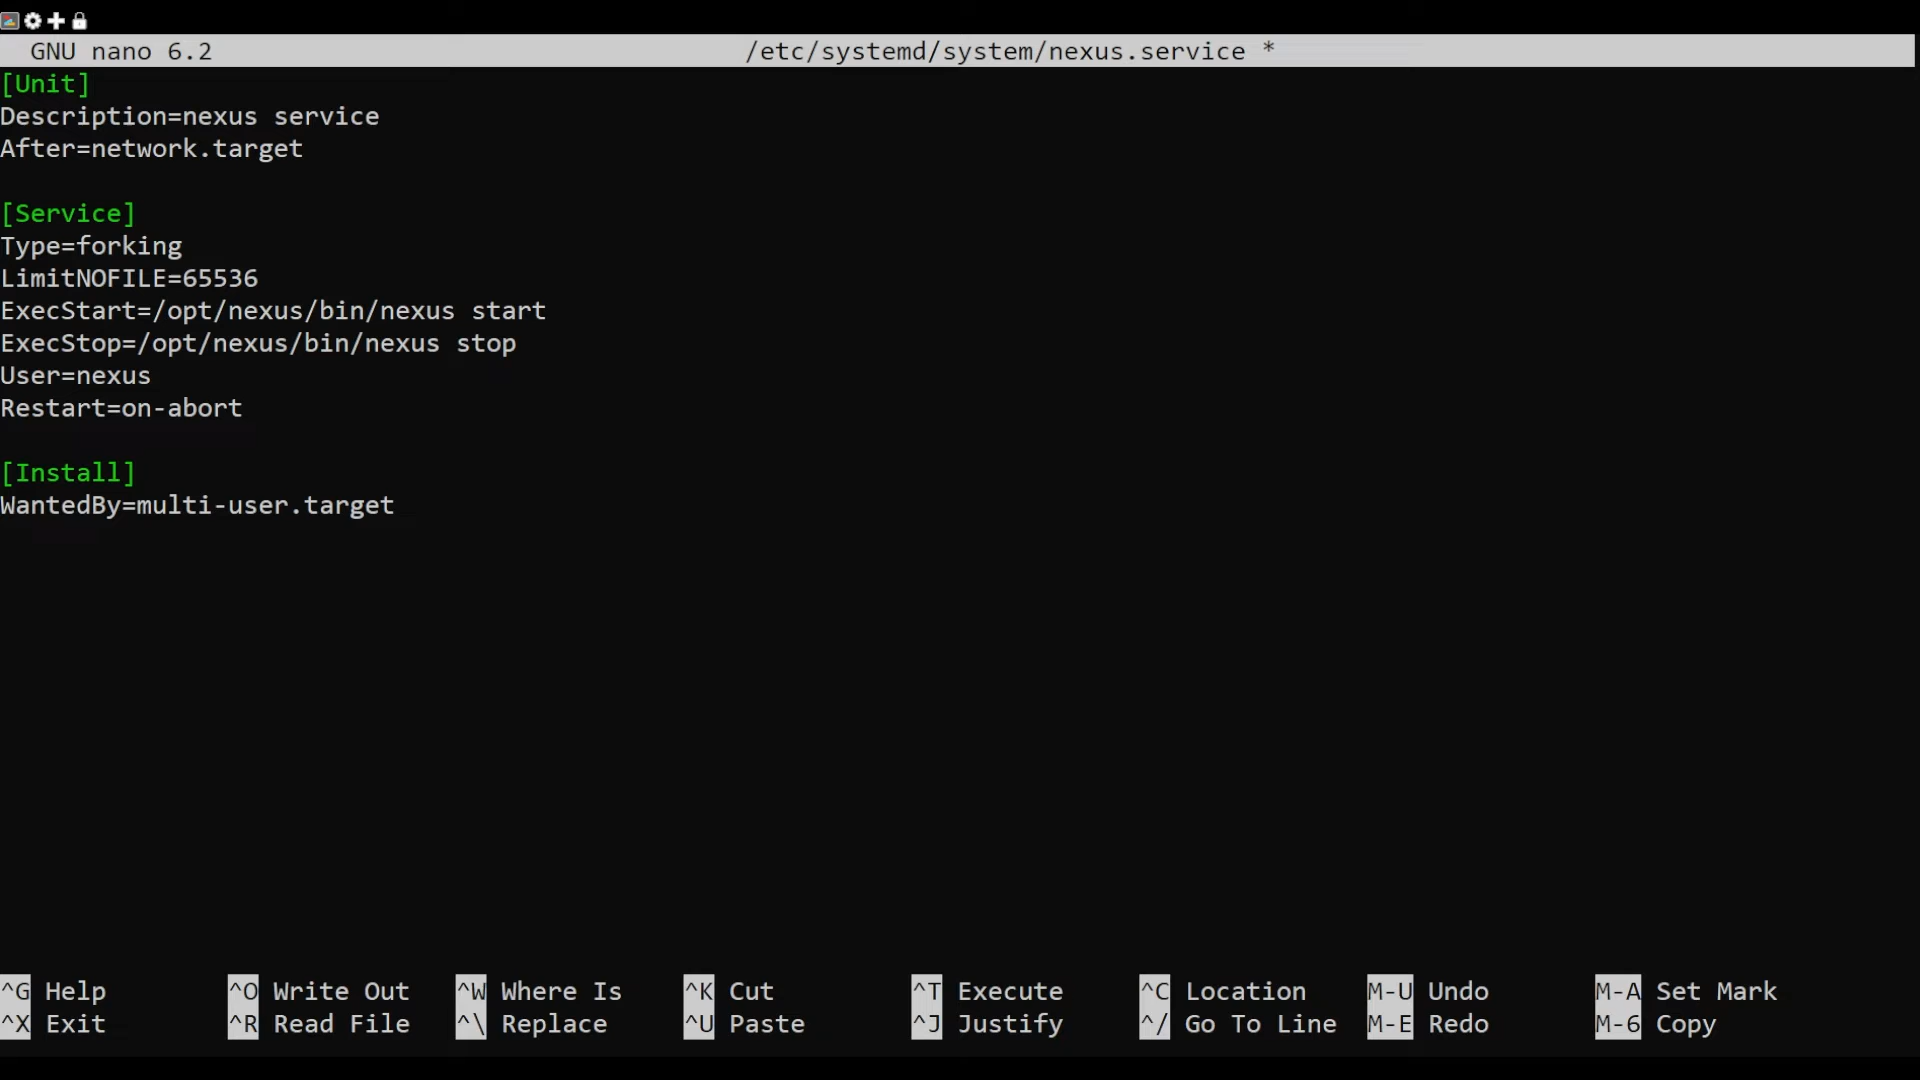 GNU nano 6.2 /etc/systemd/system/nexus.service *
[Unit]
Description=nexus service
After=network.target
[Service]
Type=forking
LimitNOFILE=65536
ExecStart=/opt/nexus/bin/nexus start
ExecStop=/opt/nexus/bin/nexus stop
User=nexus
Restart=on-abort
[Install]
WantedBy=multi-user.target
^G Help ^O Write Out ^W Where Is ^K Cut ^T Execute ^C Location M-U Undo M-A Set Mark
^X Exit ^R Read File ^\ Replace ^U Paste ^J Justify ^/ Go To Line M-E Redo M-6 Copy